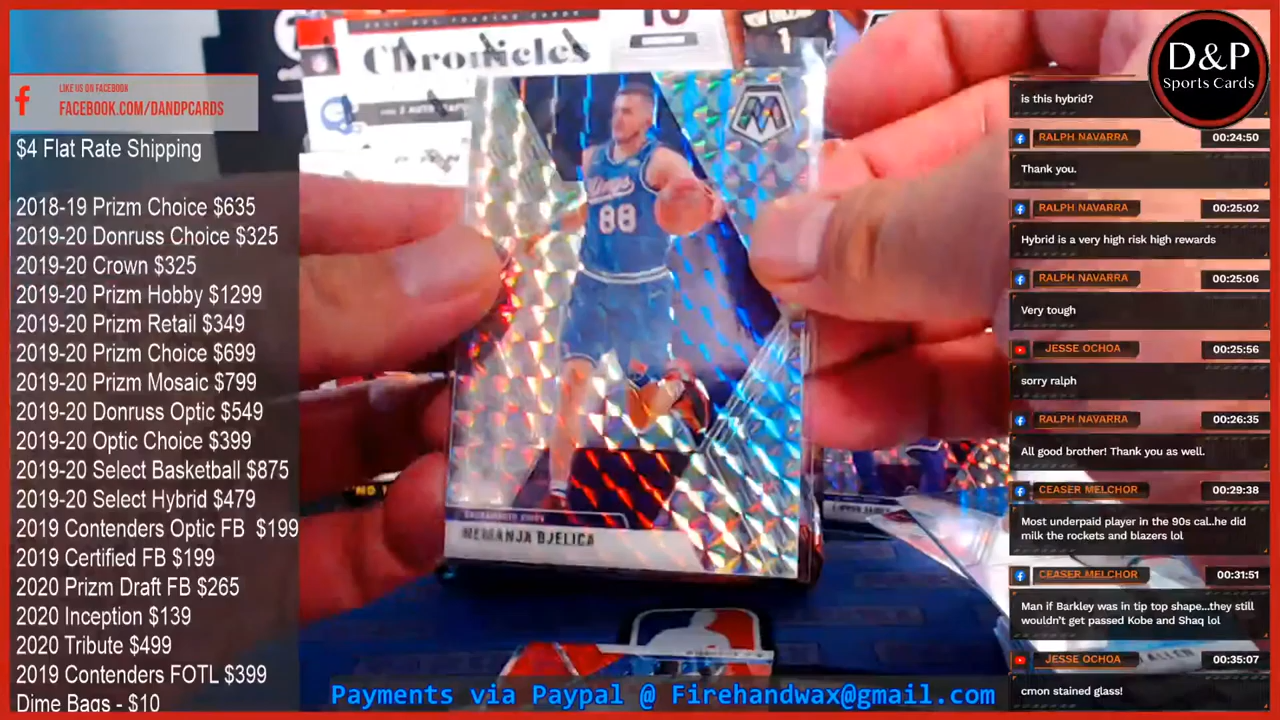 LIKE US ON FACEBOOK
FACEBOOK.COM/DANDPCARDS
$4 Flat Rate Shipping
2018-19 Prizm Choice $635
2019-20 Donruss Choice $325
2019-20 Crown $325
2019-20 Prizm Hobby $1299
2019-20 Prizm Retail $349
2019-20 Prizm Choice $699
2019-20 Prizm Mosaic $799
2019-20 Donruss Optic $549
2019-20 Optic Choice $399
2019-20 Select Basketball $875
2019-20 Select Hybrid $479
2019 Contenders Optic FB $199
2019 Certified FB $199
2020 Prizm Draft FB $265
2020 Inception $139
2020 Tribute $499
2019 Contenders FOTL $399
Dime Bags - $10
Chronicles
Kings
88
SACRAMENTO KINGS
NEMANJA BJELICA
Payments via Paypal @ Firehandwax@gmail.com
D&P
Sports Cards
is this hybrid?
RALPH NAVARRA 00:24:50
Thank you.
RALPH NAVARRA 00:25:02
Hybrid is a very high risk high rewards
RALPH NAVARRA 00:25:06
Very tough
JESSE OCHOA 00:25:56
sorry ralph
RALPH NAVARRA 00:26:35
All good brother! Thank you as well.
CEASER MELCHOR 00:29:38
Most underpaid player in the 90s cal..he did
milk the rockets and blazers lol
CEASER MELCHOR 00:31:51
Man if Barkley was in tip top shape...they still
wouldn't get passed Kobe and Shaq lol
JESSE OCHOA 00:35:07
cmon stained glass!